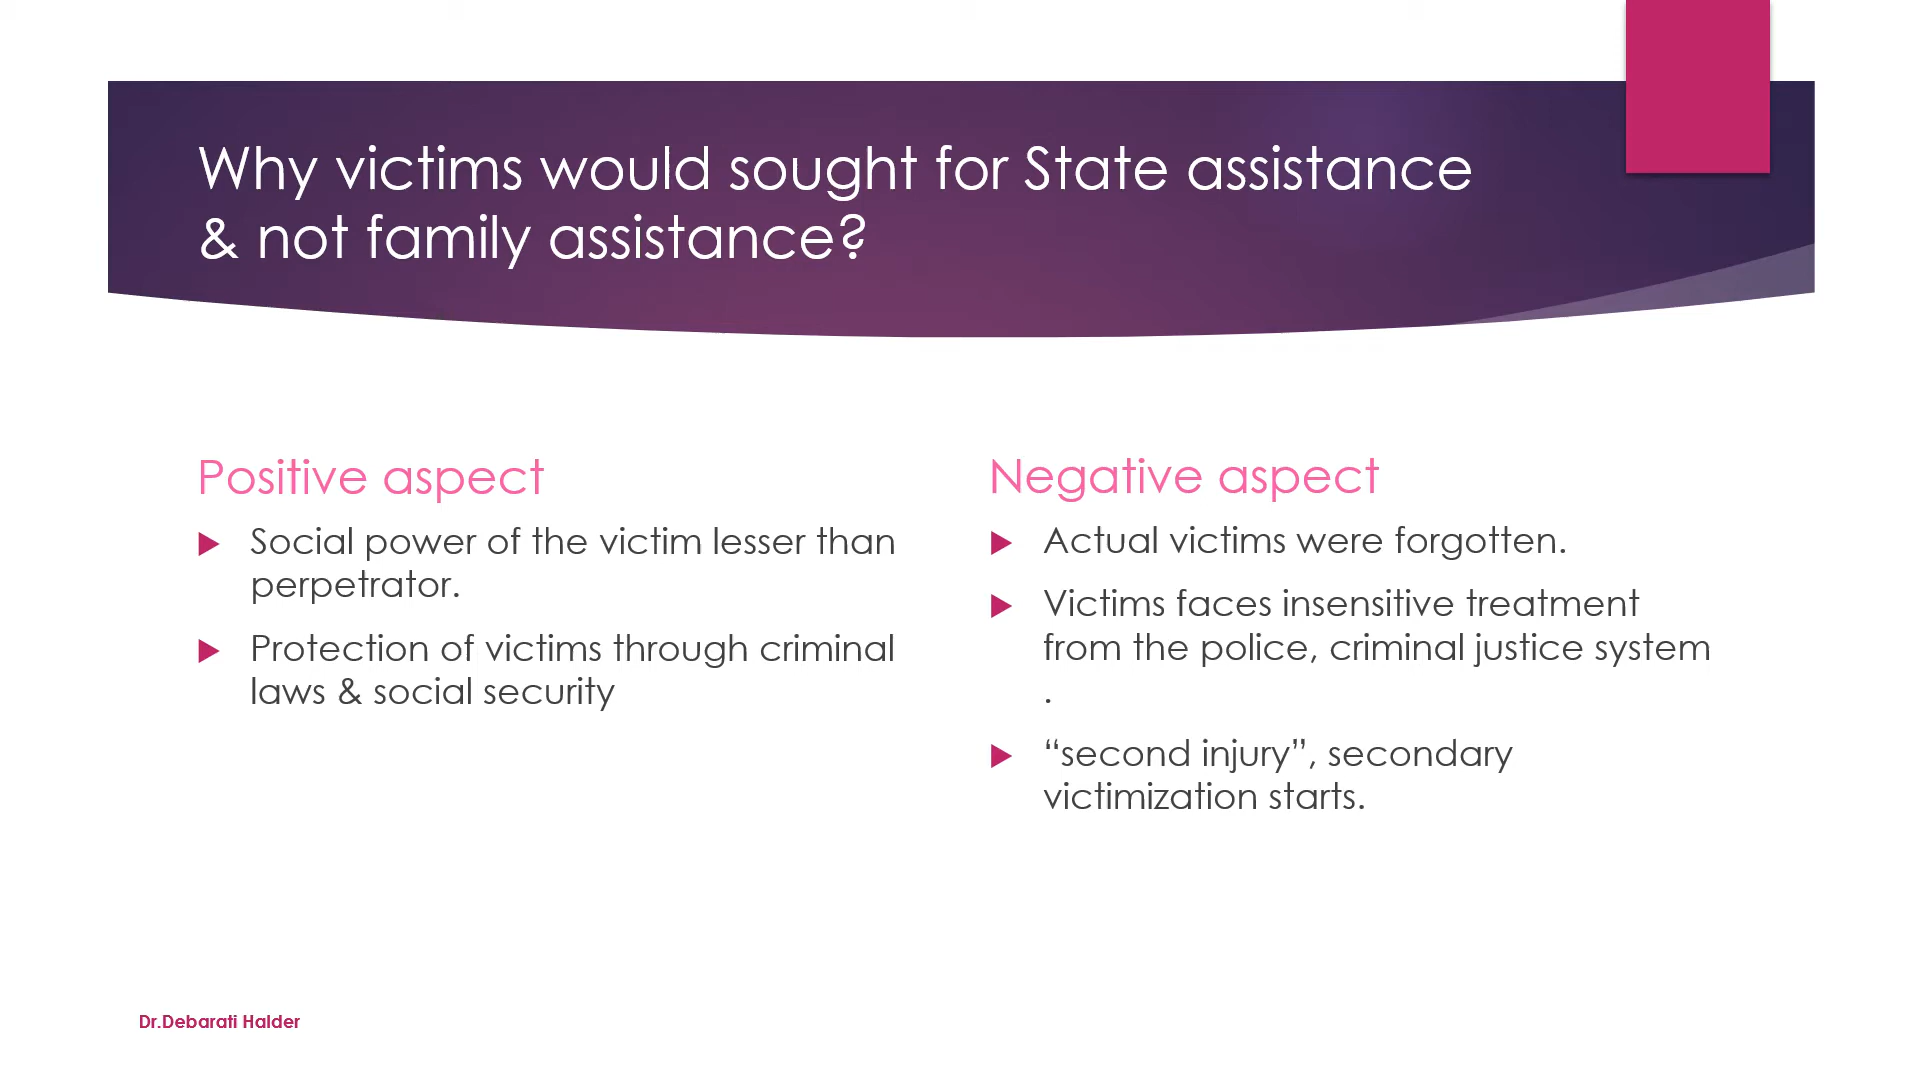 Why victims would sought for State assistance
& not family assistance?
Positive aspect
Social power of the victim lesser than
perpetrator.
Protection of victims through criminal
laws & social security
Negative aspect
Actual victims were forgotten.
Victims faces insensitive treatment
from the police, criminal justice system
.
“second injury”, secondary
victimization starts.
Dr.Debarati Halder